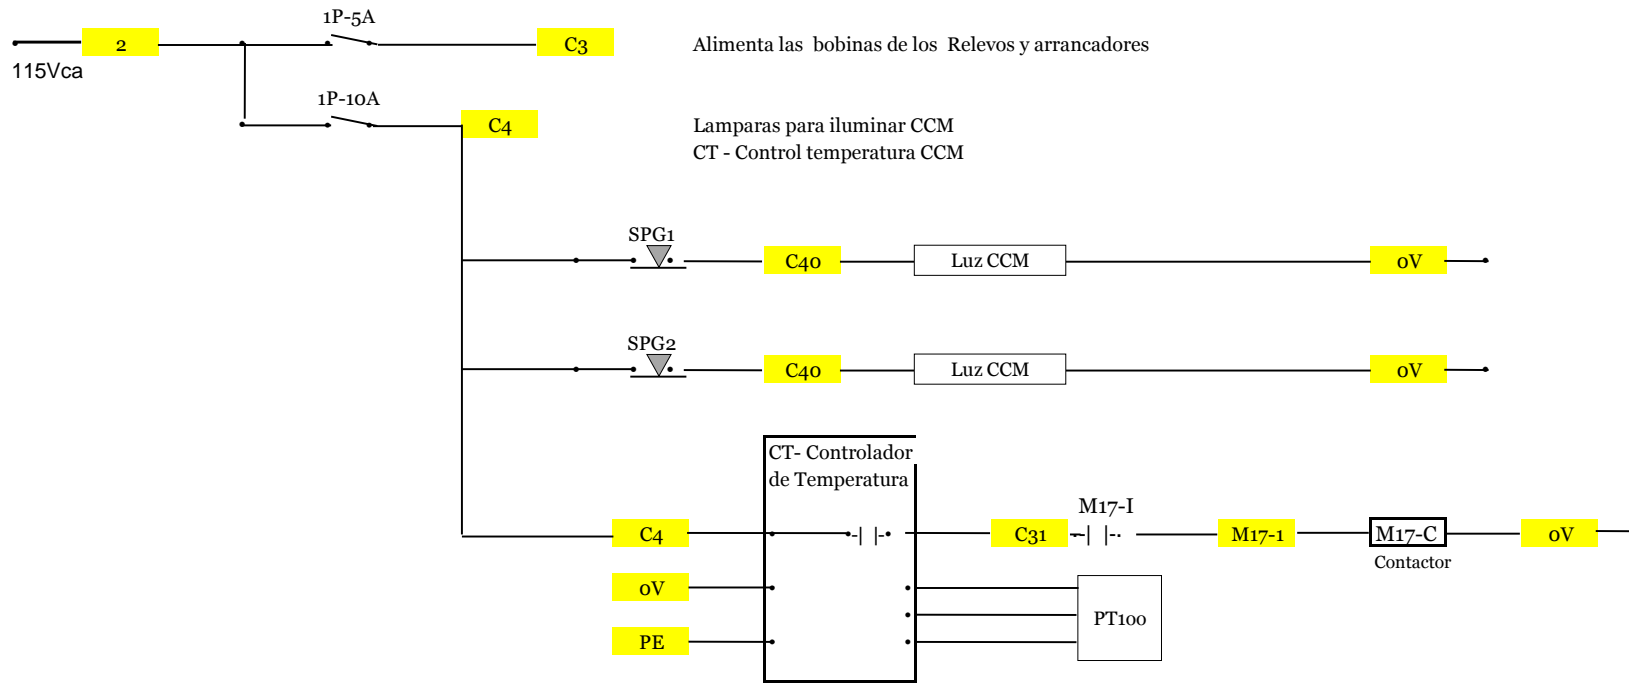 1P-5A
2
C3
Alimenta las bobinas de los Relevos y arrancadores
115Vca
1P-10A
C4
Lamparas para iluminar CCM
CT - Control temperatura CCM
SPG1
C40
Luz CCM
0V
SPG2
C40
Luz CCM
0V
CT- Controlador
de Temperatura
M17-I
C4
C31
M17-1
M17-C
0V
Contactor
0V
PT100
PE